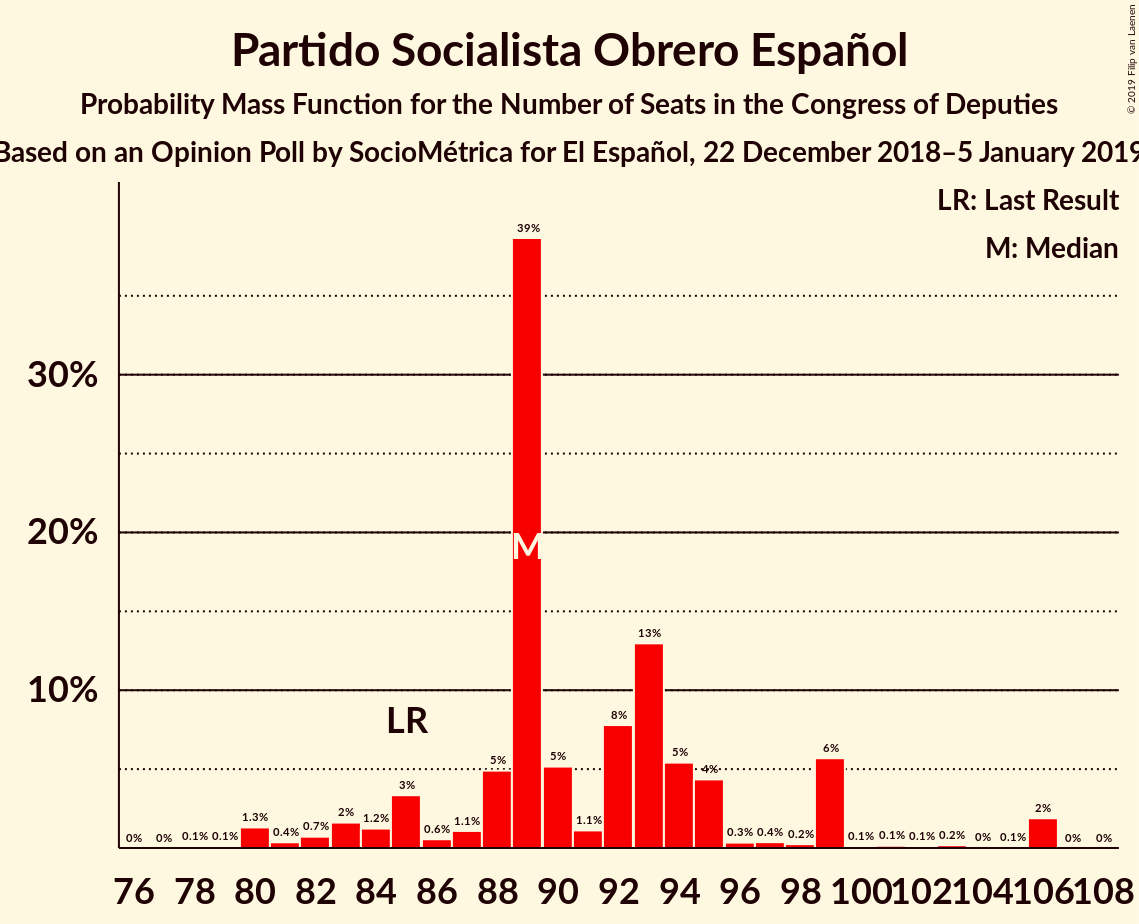 Partido Socialista Obrero Español
Probability Mass Function for the Number of Seats in the Congress of Deputies
Based on an Opinion Poll by SocioMétrica for El Español, 22 December 2018–5 January 2019
© 2019 Filip van Laenen
LR: Last Result
M: Median
39%
30%
M
20%
13%
10%
LR
8%
6%
5%
5%
5%
4%
3%
2%
2%
0% 0% 0.1% 0.1% 1.3% 0.4% 0.7% 1.2% 0.6% 1.1% 1.1% 0.3% 0.4% 0.2% 0.1% 0.1% 0.1% 0.2% 0% 0.1% 0% 0%
76 78 80 82 84 86 88 90 92 94 96 98 100 102 104 106 108